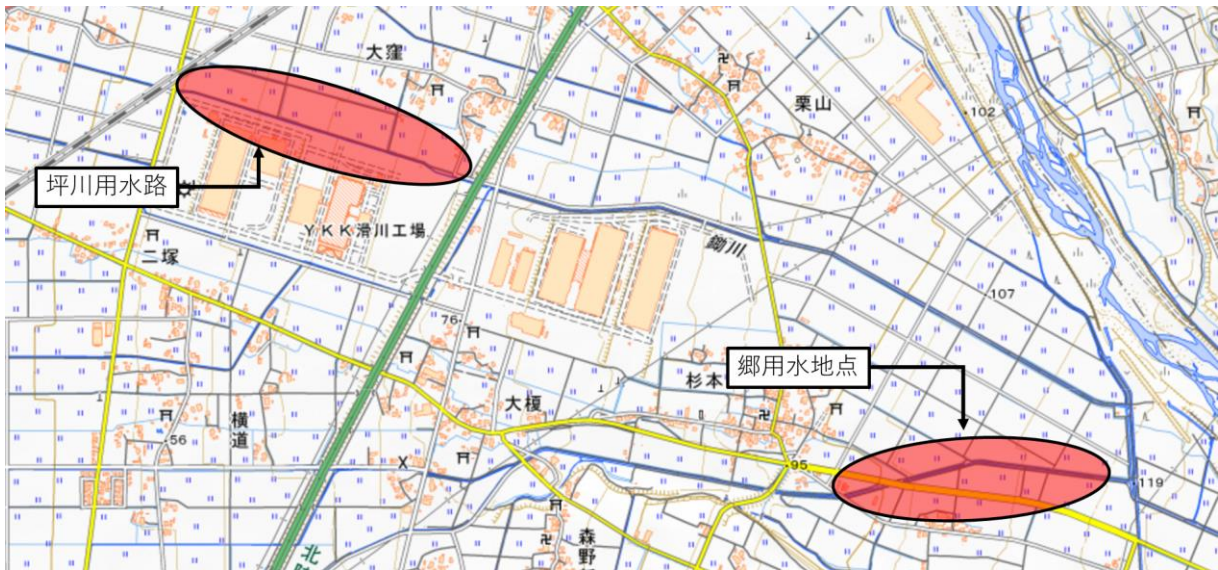 大窪
栗山
102
坪川用水路
YKK滑川工場
鋤川
二塚
107
76
郷用水地点
杉本
大榎
横道
56
95
119
森野
北陸